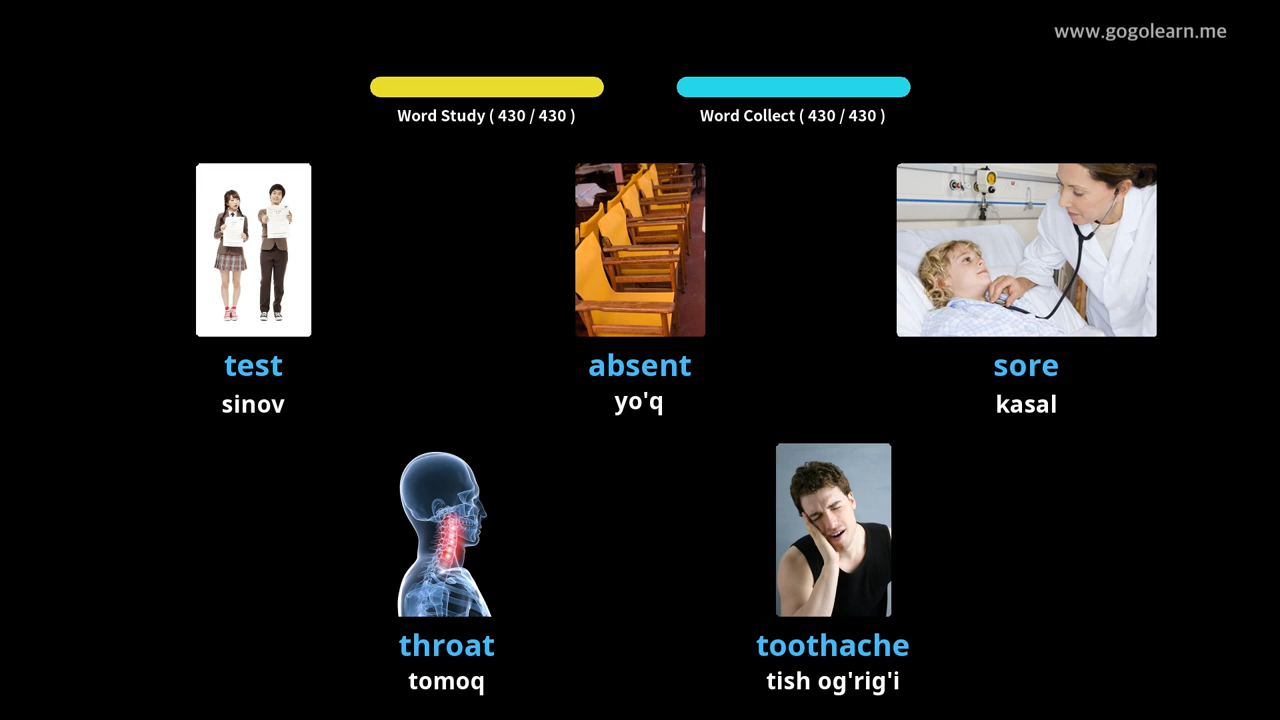 www.gogolearn.me
Word Study ( 430 / 430 )
Word Collect ( 430 / 430 )
test
sinov
absent
yo'q
sore
kasal
throat
tomoq
toothache
tish og'rig'i